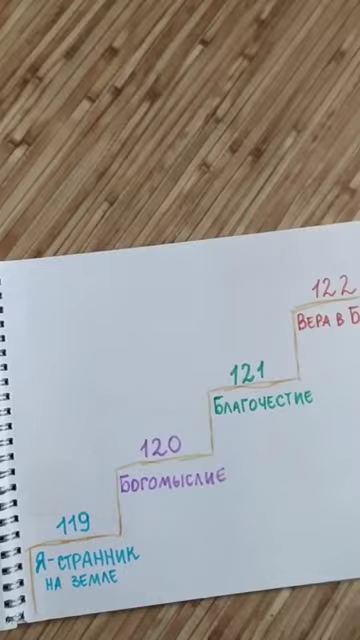 122
ВЕРА В Б
121
БЛАГОЧЕСТИЕ
120
БОГОМЫСЛИЕ
119
Я-СТРАННИК
НА ЗЕМЛЕ